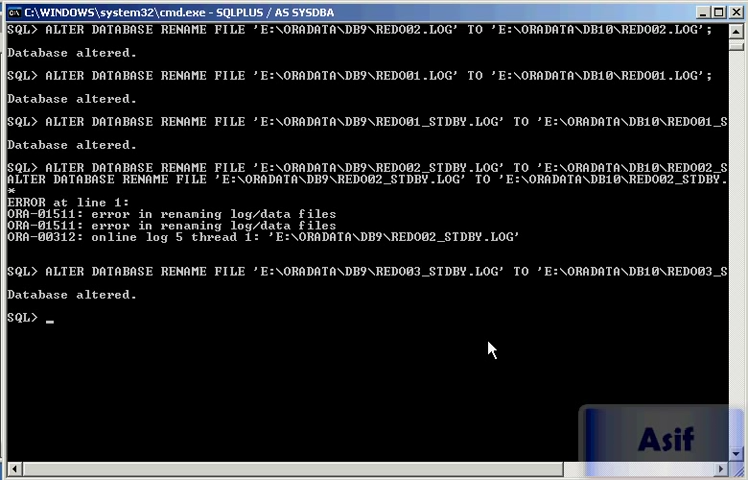 C:\WINDOWS\system32\cmd.exe - SQLPLUS / AS SYSDBA
SQL> ALTER DATABASE RENAME FILE 'E:\ORADATA\DB9\REDO02.LOG' TO 'E:\ORADATA\DB10\REDO02.LOG';
Database altered.
SQL> ALTER DATABASE RENAME FILE 'E:\ORADATA\DB9\REDO01.LOG' TO 'E:\ORADATA\DB10\REDO01.LOG';
Database altered.
SQL> ALTER DATABASE RENAME FILE 'E:\ORADATA\DB9\REDO01_STDBY.LOG' TO 'E:\ORADATA\DB10\REDO01_S
Database altered.
SQL> ALTER DATABASE RENAME FILE 'E:\ORADATA\DB9\REDO02_STDBY.LOG' TO 'E:\ORADATA\DB10\REDO02_S
ALTER DATABASE RENAME FILE 'E:\ORADATA\DB9\REDO02_STDBY.LOG' TO 'E:\ORADATA\DB10\REDO02_STDBY.
*
ERROR at line 1:
ORA-01511: error in renaming log/data files
ORA-01511: error in renaming log/data files
ORA-00312: online log 5 thread 1: 'E:\ORADATA\DB9\REDO02_STDBY.LOG'
SQL> ALTER DATABASE RENAME FILE 'E:\ORADATA\DB9\REDO03_STDBY.LOG' TO 'E:\ORADATA\DB10\REDO03_S
Database altered.
SQL> _
Asif